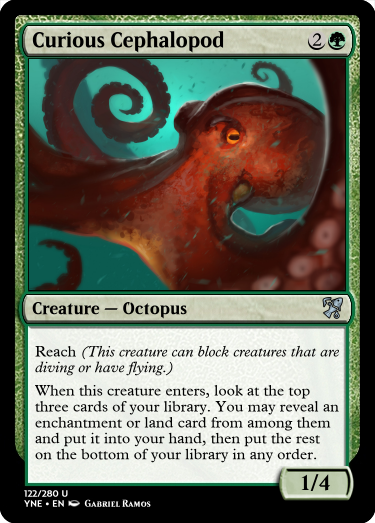 Curious Cephalopod 2
Creature — Octopus
Reach (This creature can block creatures that are
diving or have flying.)
When this creature enters, look at the top
three cards of your library. You may reveal an
enchantment or land card from among them
and put it into your hand, then put the rest
on the bottom of your library in any order.
1/4
122/280 U
YNE • EN Gabriel Ramos